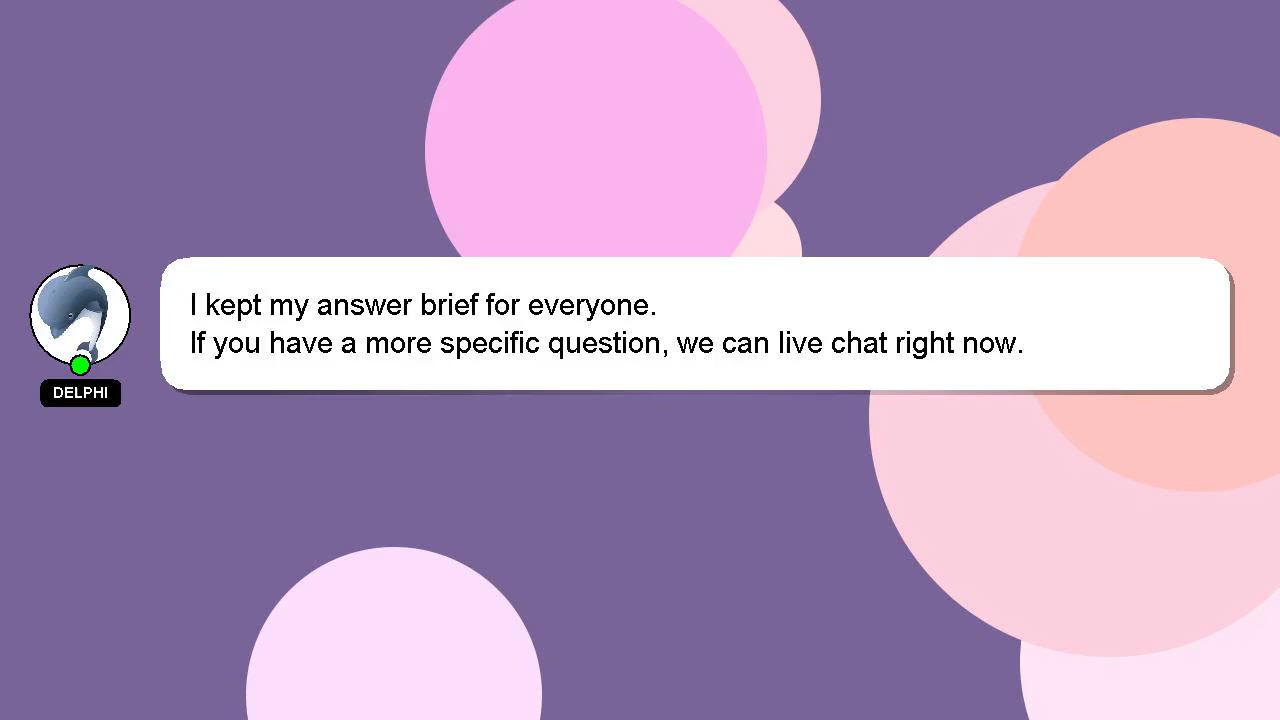 I kept my answer brief for everyone.
If you have a more specific question, we can live chat right now.
DELPHI